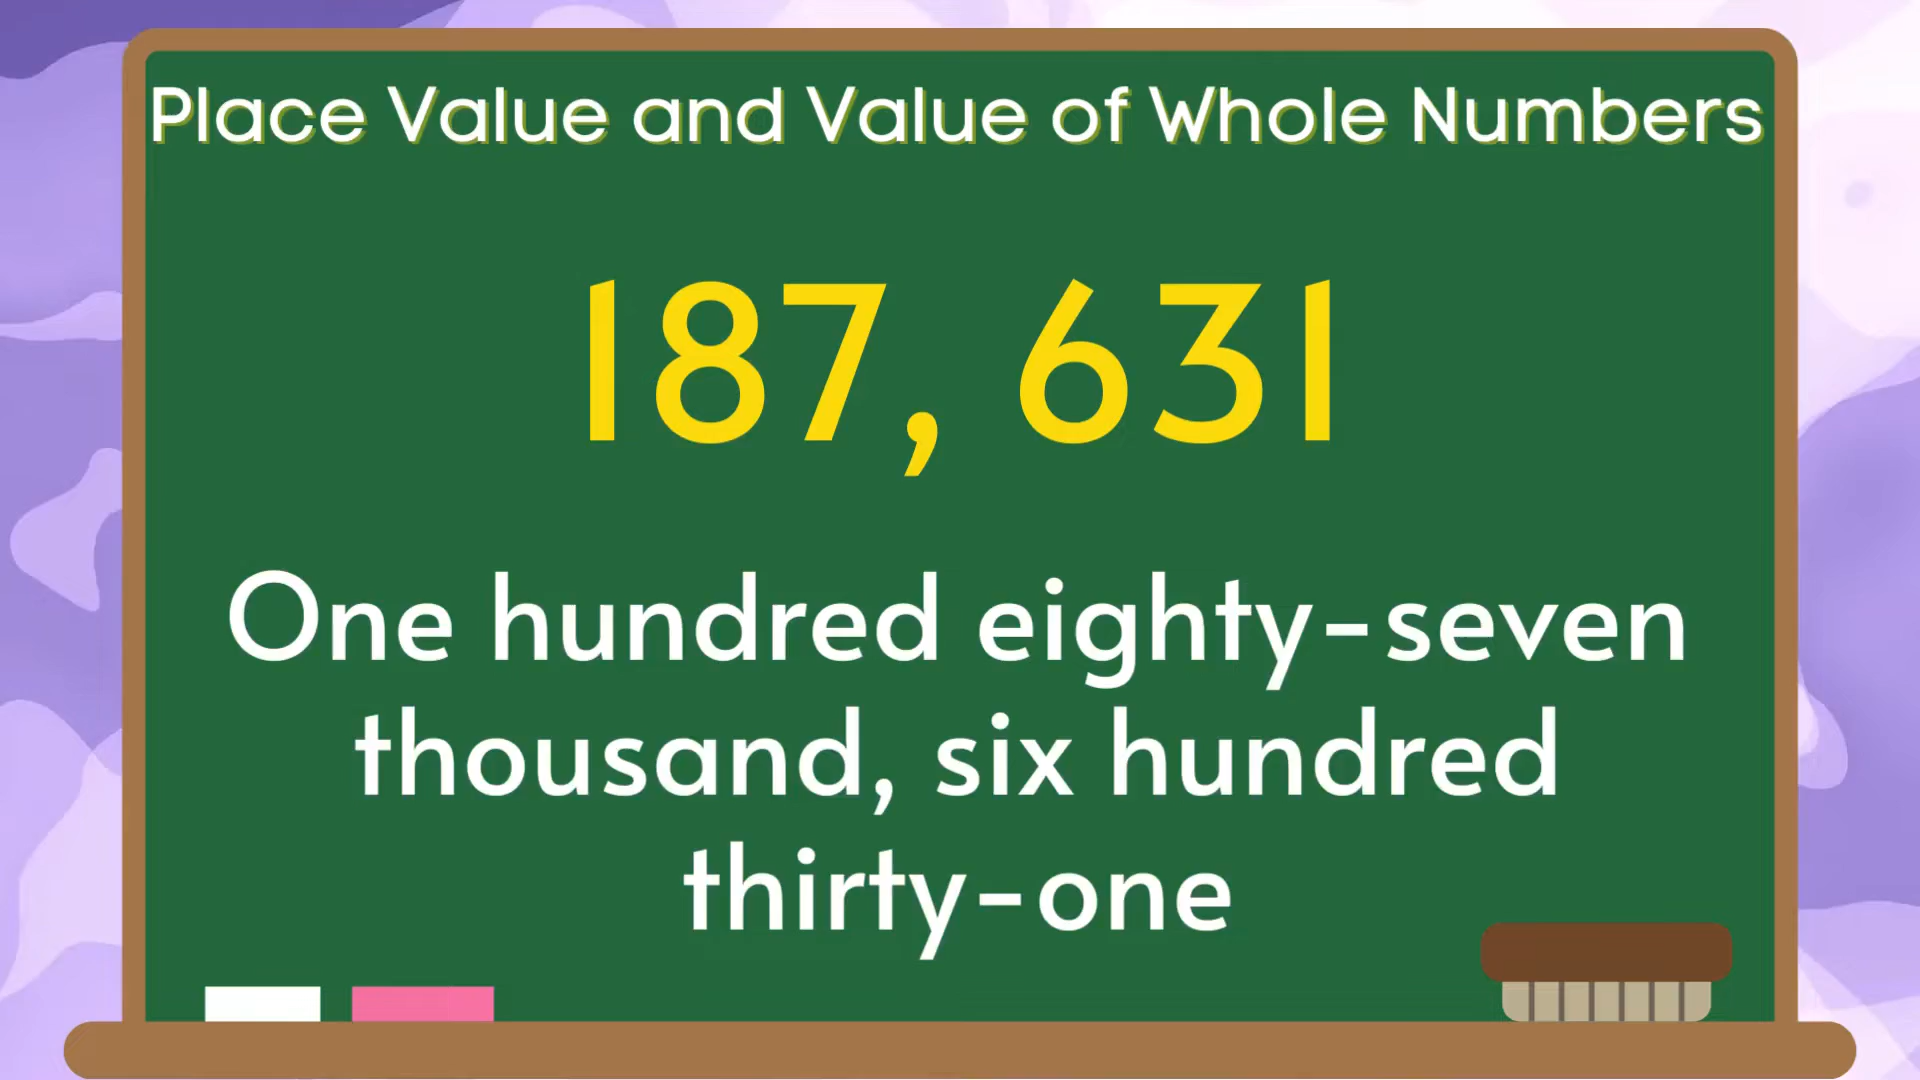 Place Value and Value of Whole Numbers
187, 631
One hundred eighty-seven
thousand, six hundred
thirty-one